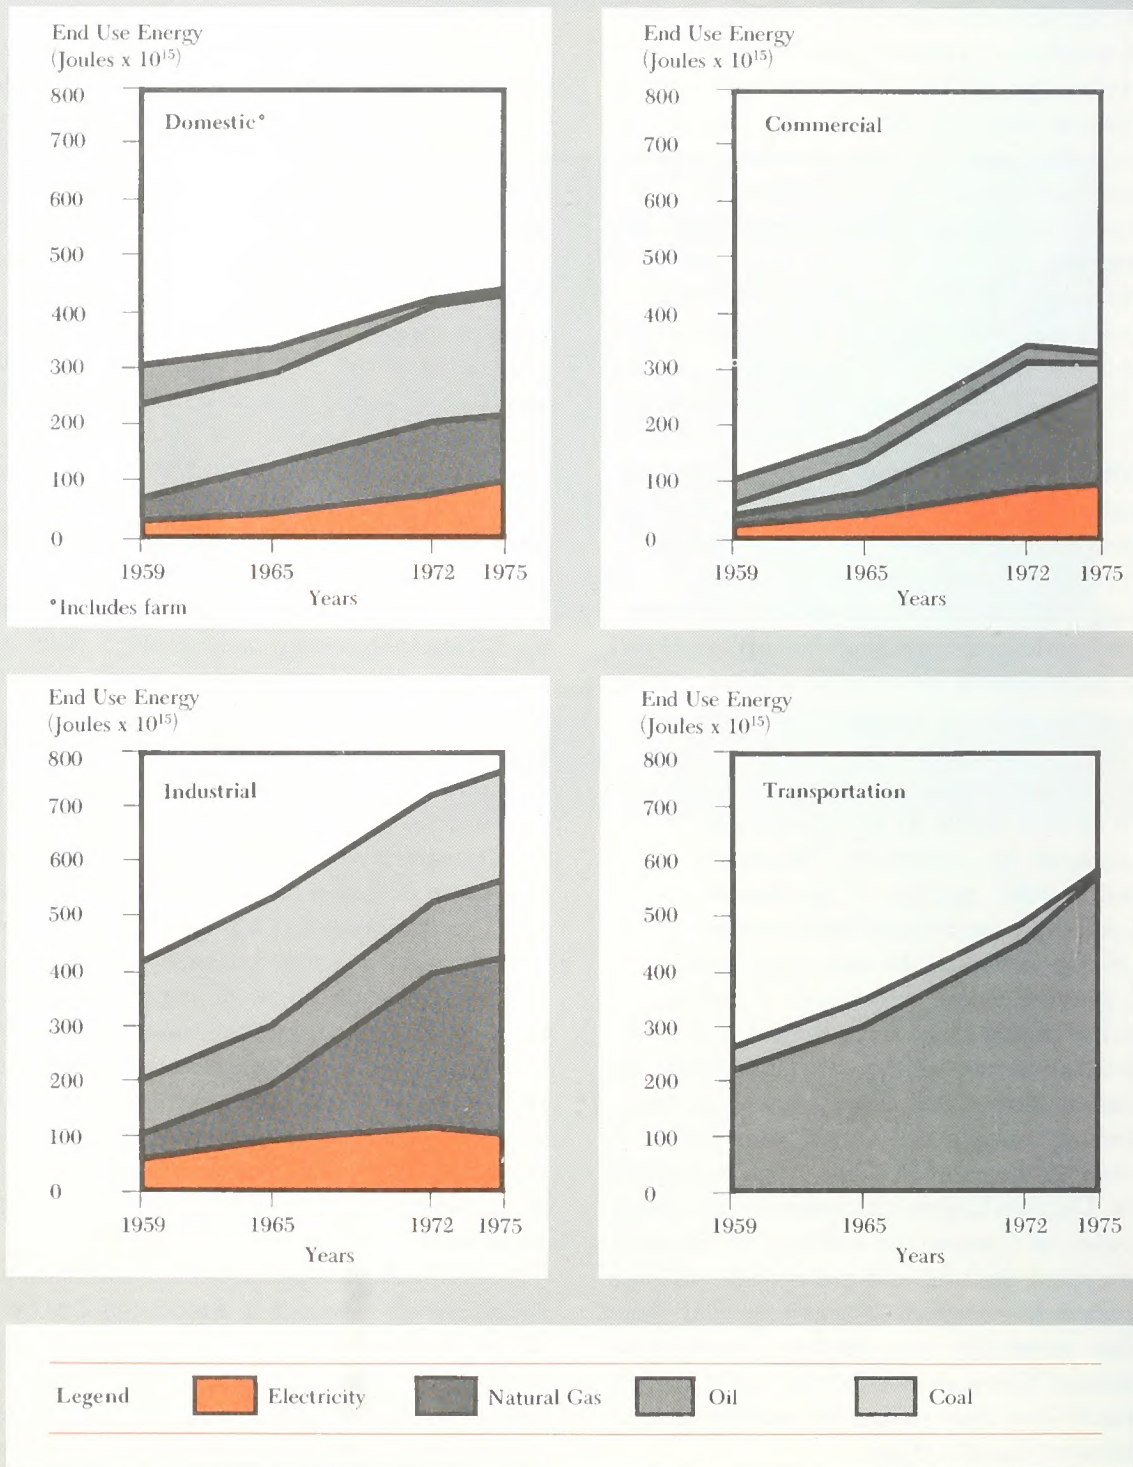 End Use Energy
(Joules x 10¹⁵)
800
700
600
500
400
300
200
100
0
Domestic°
1959 1965 1972 1975
Years
°Includes farm
End Use Energy
(Joules x 10¹⁵)
800
700
600
500
400
300
200
100
0
Commercial
1959 1965 1972 1975
Years
End Use Energy
(Joules x 10¹⁵)
800
700
600
500
400
300
200
100
0
Industrial
1959 1965 1972 1975
Years
End Use Energy
(Joules x 10¹⁵)
800
700
600
500
400
300
200
100
0
Transportation
1959 1965 1972 1975
Years
Legend Electricity Natural Gas Oil Coal